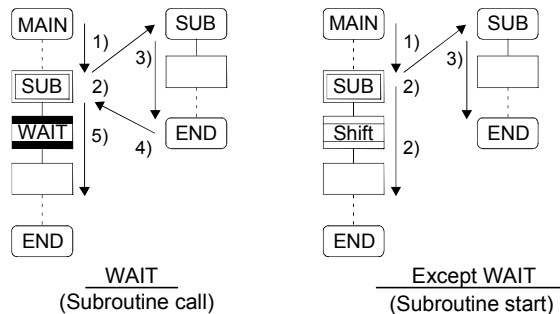 MAIN
1)
SUB
2)
3)
SUB
WAIT
5)
4)
END
END
WAIT
(Subroutine call)
MAIN
1)
SUB
2)
3)
SUB
Shift
2)
END
END
Except WAIT
(Subroutine start)